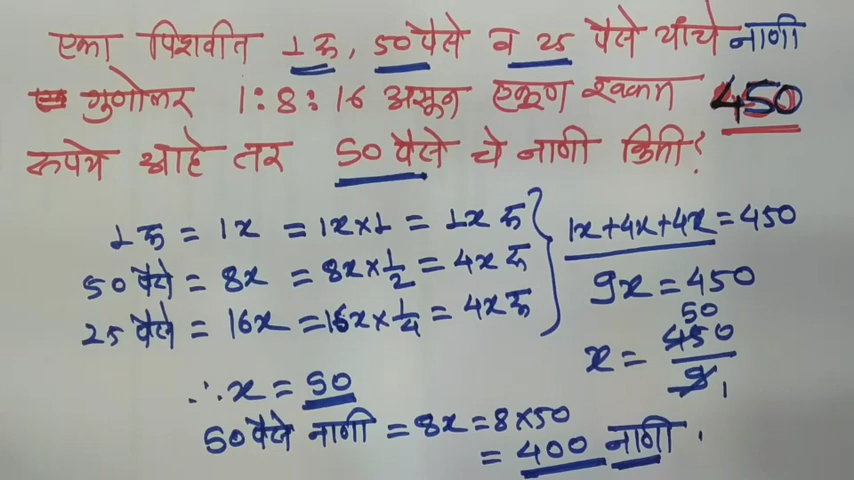 एका पिशवीत 1 रु, 50 पैसे व 25 पैसे यांचे नाणी
गुणोत्तर 1:8:16 असून एकूण रक्कम 450
रुपये आहे तर 50 पैसे चे नाणी किती?
1 रु = 1x = 1x×1 = 1x रु
50 पैसे = 8x = 8x×1/2 = 4x रु
25 पैसे = 16x = 16x×1/4 = 4x रु
1x+4x+4x = 450
9x = 450
50
x = 450/9 1
∴ x = 50
50 पैसे नाणी = 8x = 8×50
= 400 नाणी.